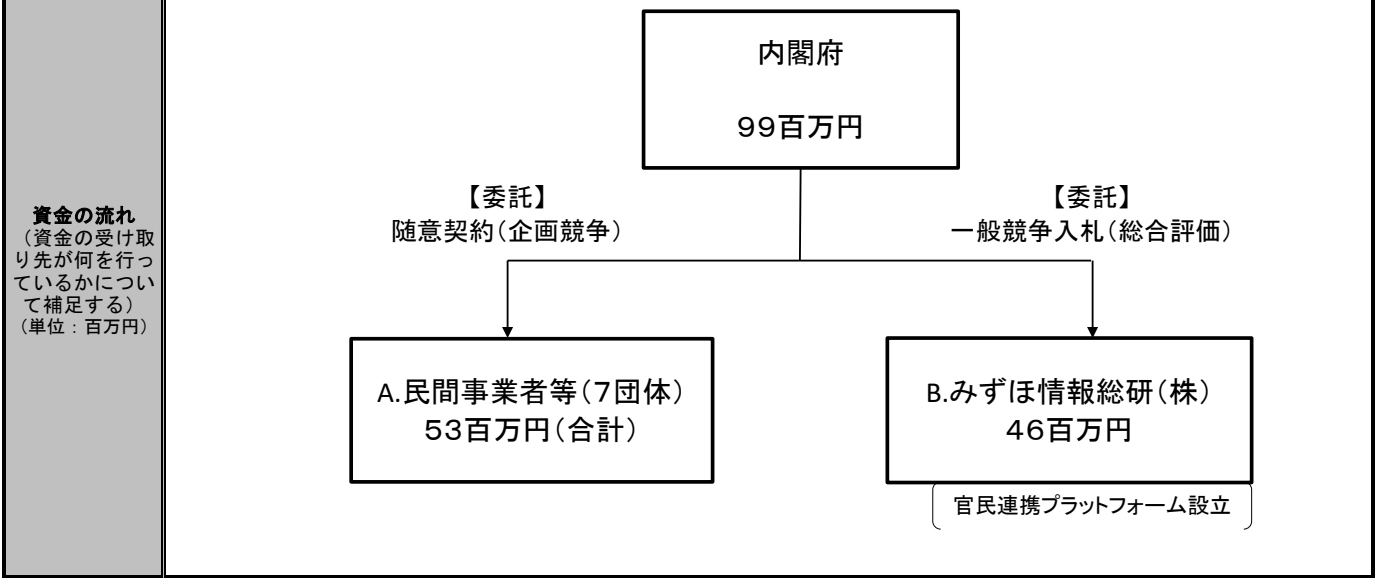 資金の流れ
（資金の受け取
り先が何を行っ
ているかについ
て補足する）
（単位：百万円）
内閣府
９９百万円
【委託】
随意契約（企画競争）
【委託】
一般競争入札（総合評価）
A.民間事業者等（７団体）
５３百万円（合計）
B.みずほ情報総研（株）
４６百万円
官民連携プラットフォーム設立